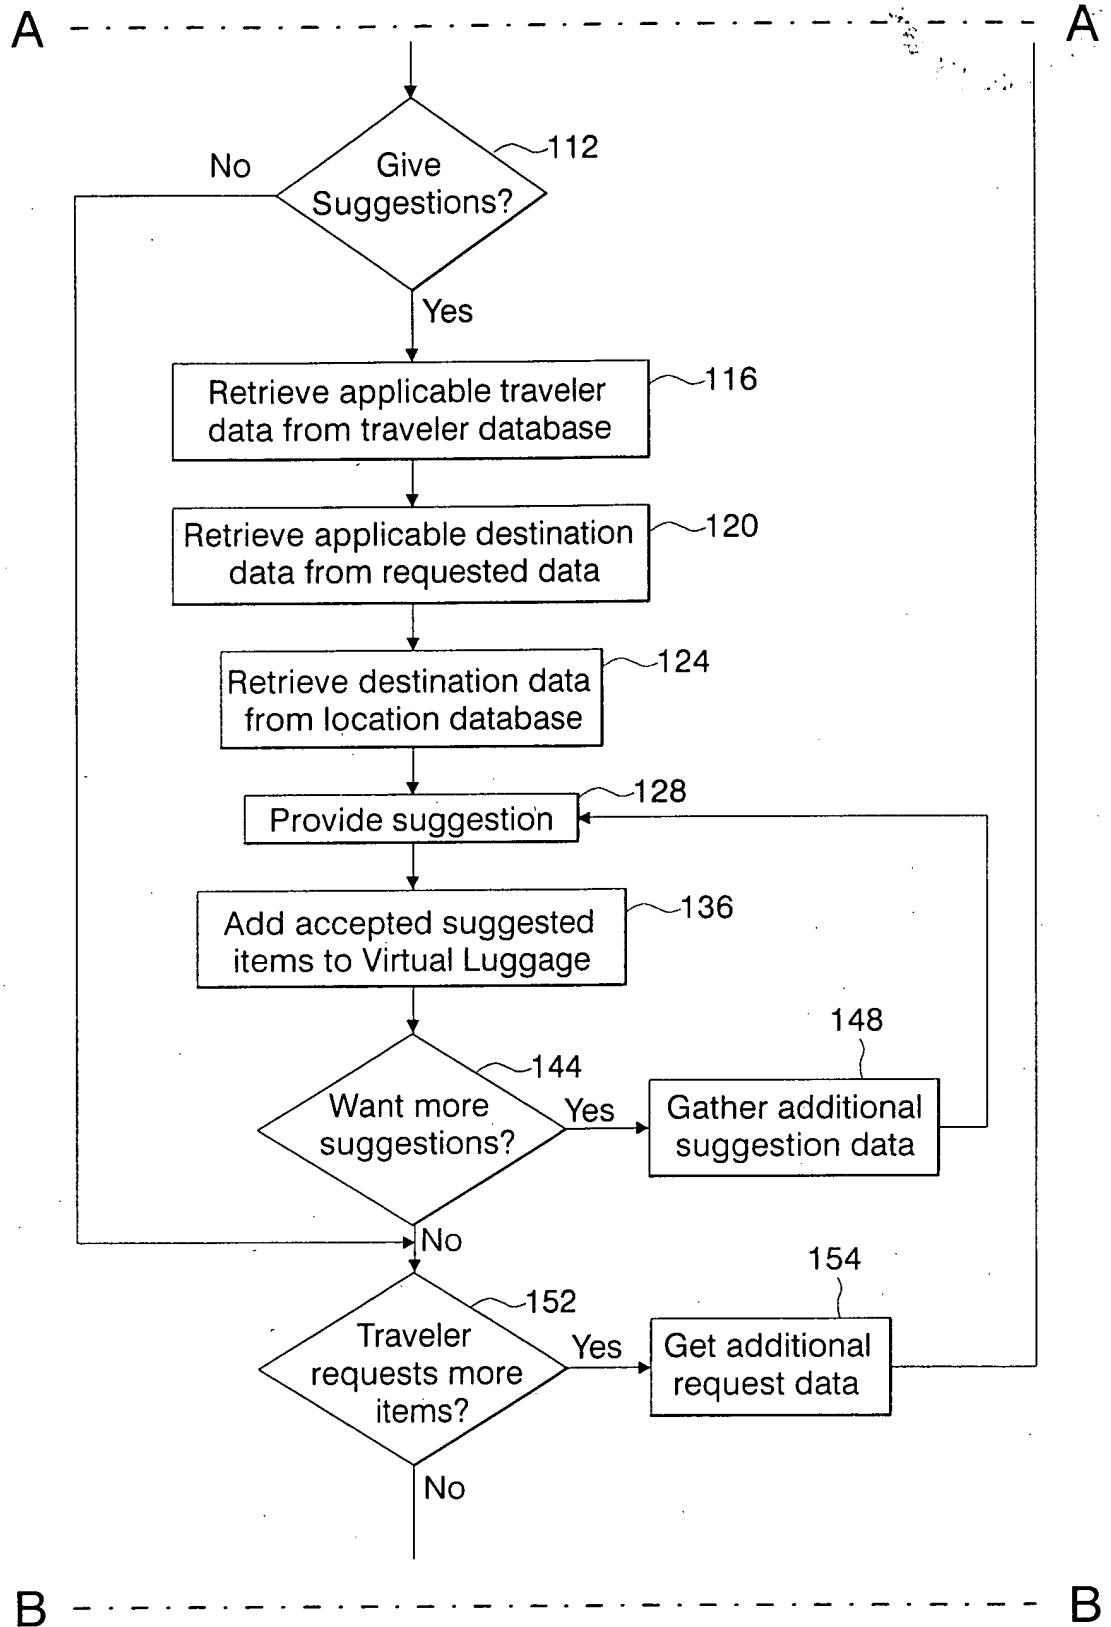 A A
112
No
Give
Suggestions?
Yes
116
Retrieve applicable traveler
data from traveler database
120
Retrieve applicable destination
data from requested data
124
Retrieve destination data
from location database
128
Provide suggestion
136
Add accepted suggested
items to Virtual Luggage
148
144
Want more
suggestions?
Yes
Gather additional
suggestion data
No
154
152
Traveler
requests more
items?
Yes
Get additional
request data
No
B B